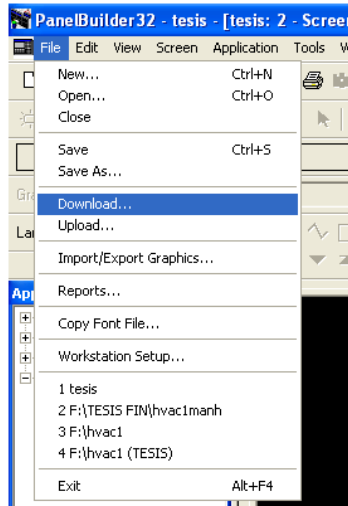 PanelBuilder32 - tesis - [tesis: 2 - Scree
File Edit View Screen Application Tools
New... Ctrl+N
Open... Ctrl+O
Close
Save Ctrl+S
Save As...
Download...
Upload...
Import/Export Graphics...
Reports...
Copy Font File...
Workstation Setup...
1 tesis
2 F:\TESIS FIN\hvac1manh
3 F:\hvac1
4 F:\hvac1 (TESIS)
Exit Alt+F4